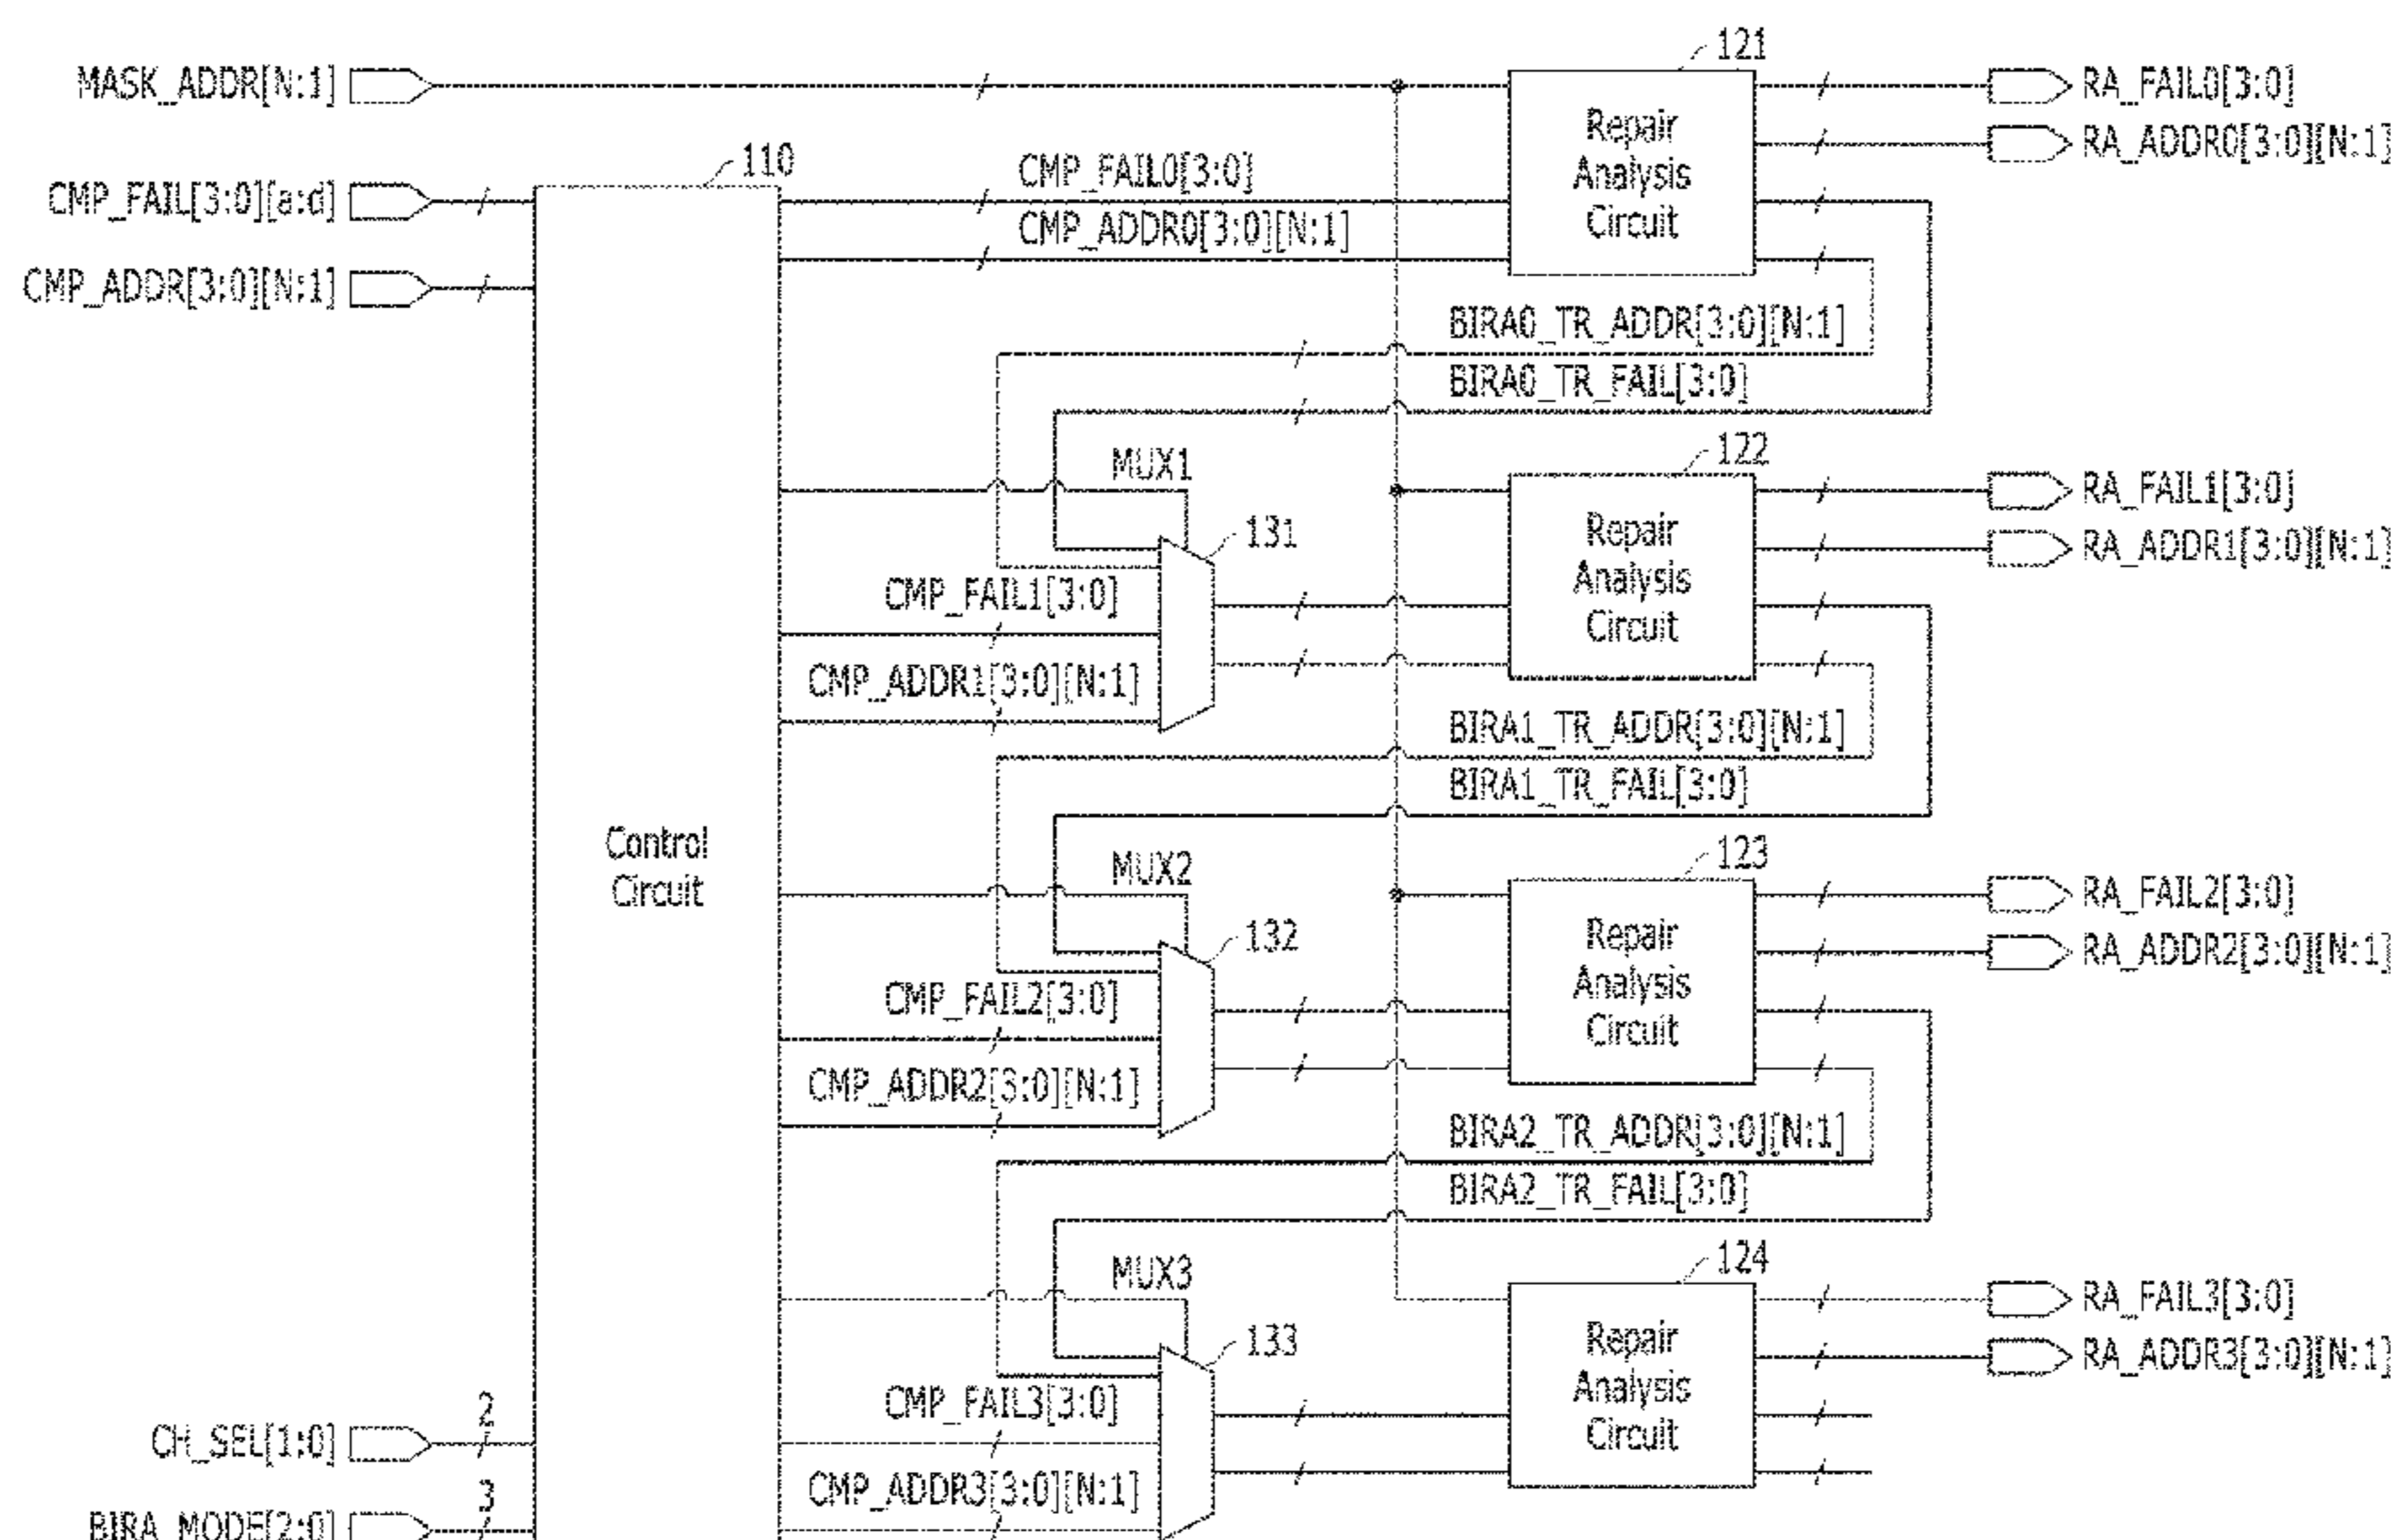 121
MASK_ADDR[N:1]
RA_FAIL0[3:0]
Repair
Analysis
Circuit
RA_ADDR0[3:0][N:1]
110
CMP_FAIL[3:0][a:d]
CMP_FAIL0[3:0]
CMP_ADDR0[3:0][N:1]
CMP_ADDR[3:0][N:1]
BIRA0_TR_ADDR[3:0][N:1]
BIRA0_TR_FAIL[3:0]
122
MUX1
RA_FAIL1[3:0]
131
Repair
Analysis
Circuit
RA_ADDR1[3:0][N:1]
CMP_FAIL1[3:0]
CMP_ADDR1[3:0][N:1]
BIRA1_TR_ADDR[3:0][N:1]
BIRA1_TR_FAIL[3:0]
Control
Circuit
123
MUX2
RA_FAIL2[3:0]
132
Repair
Analysis
Circuit
RA_ADDR2[3:0][N:1]
CMP_FAIL2[3:0]
CMP_ADDR2[3:0][N:1]
BIRA2_TR_ADDR[3:0][N:1]
BIRA2_TR_FAIL[3:0]
124
MUX3
RA_FAIL3[3:0]
133
Repair
Analysis
Circuit
RA_ADDR3[3:0][N:1]
CMP_FAIL3[3:0]
2
CH_SEL[1:0]
CMP_ADDR3[3:0][N:1]
3
BIRA_MODE[2:0]